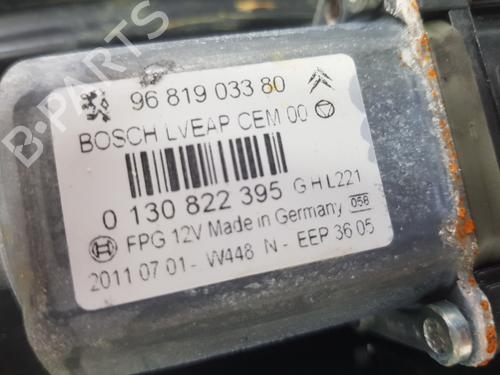 96 819 033 80
BOSCH LVEAP CEM 00
0 130 822 395 GHL221
FPG 12V Made in Germany 058
2011 07 01 - W448 N - EEP 36 05
B-PARTS